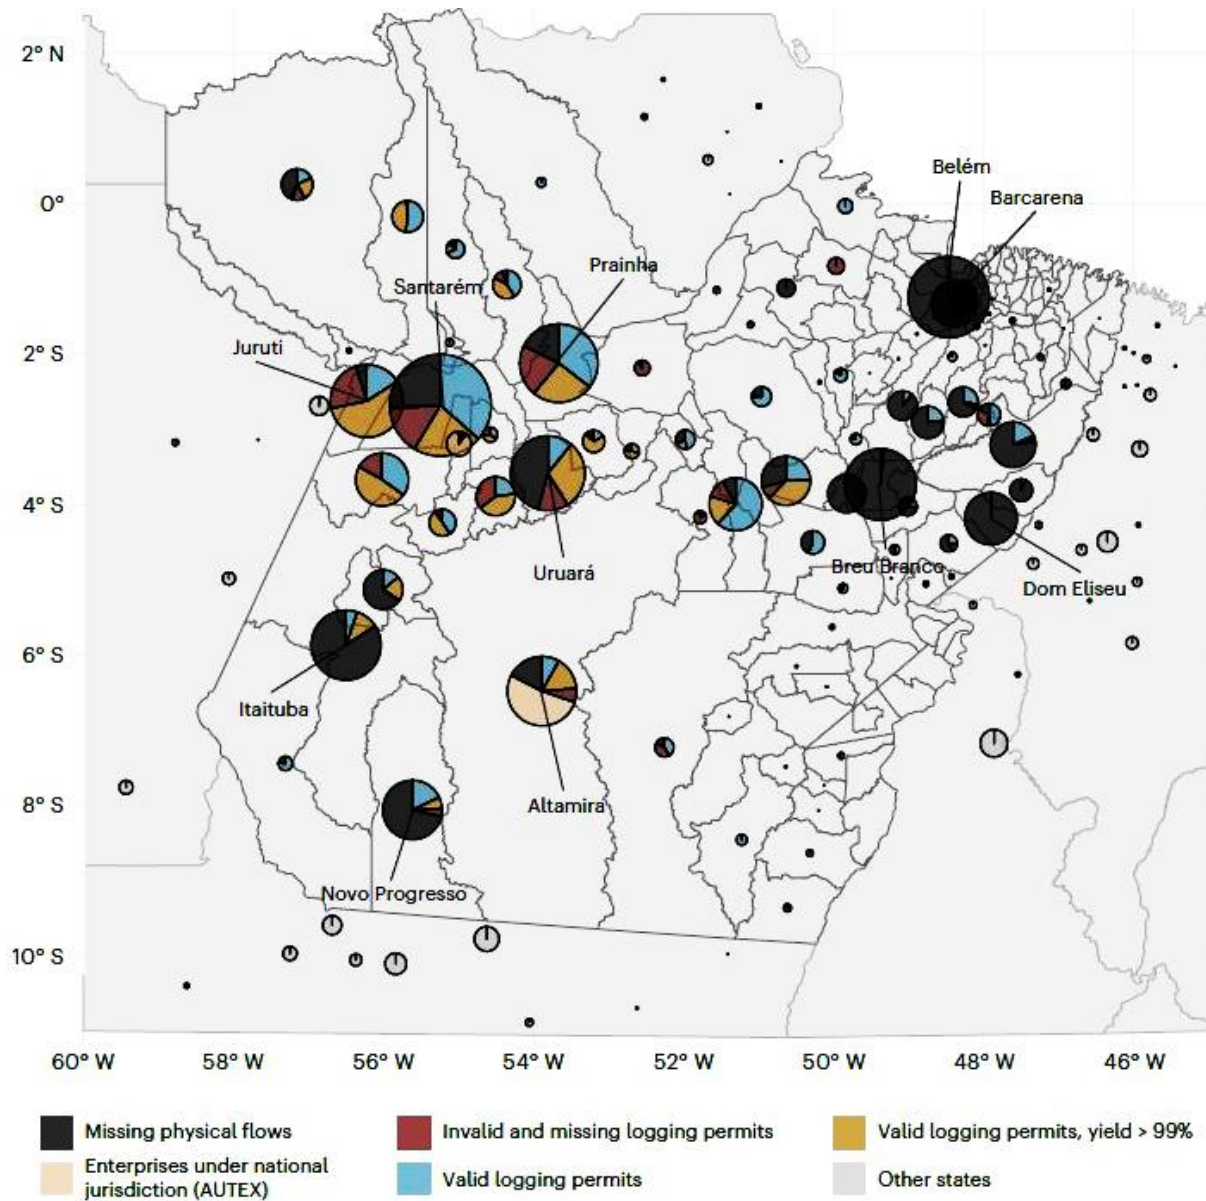 2° N
Belém
0°
Barcarena
Prainha
Santarém
2° S
Juruti
4° S
Uruará
Breu Branco
Dom Eliseu
6° S
Itaituba
8° S
Altamira
Novo Progresso
10° S
60° W
58° W
56° W
54° W
52° W
50° W
48° W
46° W
Missing physical flows
Invalid and missing logging permits
Valid logging permits, yield > 99%
Enterprises under national
jurisdiction (AUTEX)
Valid logging permits
Other states